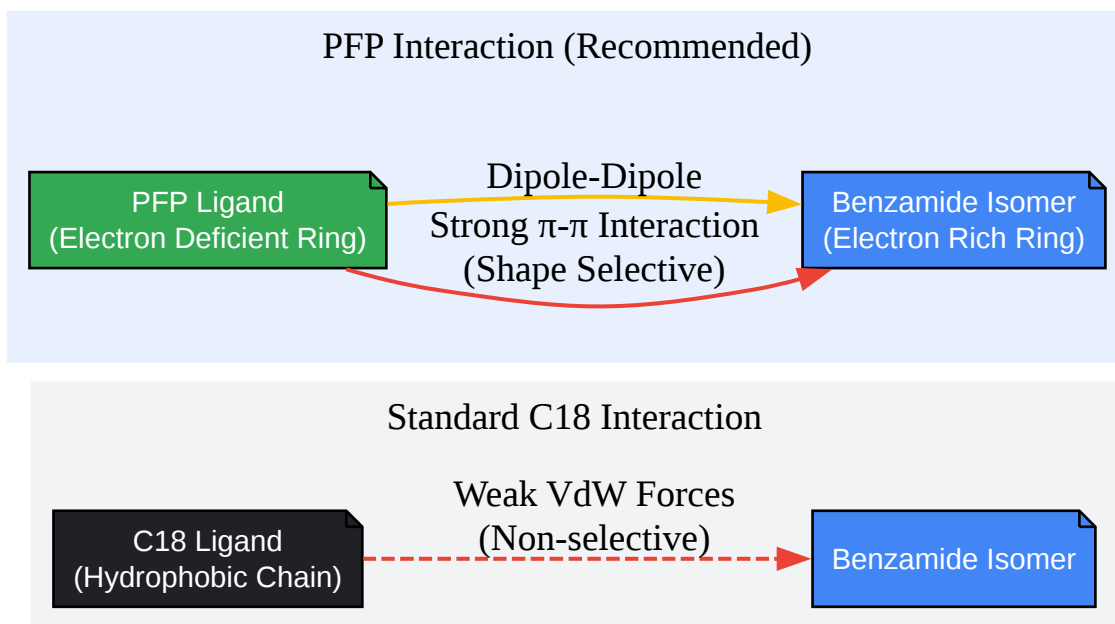 PFP Interaction (Recommended)
PFP Ligand
(Electron Deficient Ring)
Dipole-Dipole
Strong π-π Interaction
(Shape Selective)
Benzamide Isomer
(Electron Rich Ring)
Standard C18 Interaction
C18 Ligand
(Hydrophobic Chain)
Weak VdW Forces
(Non-selective)
Benzamide Isomer